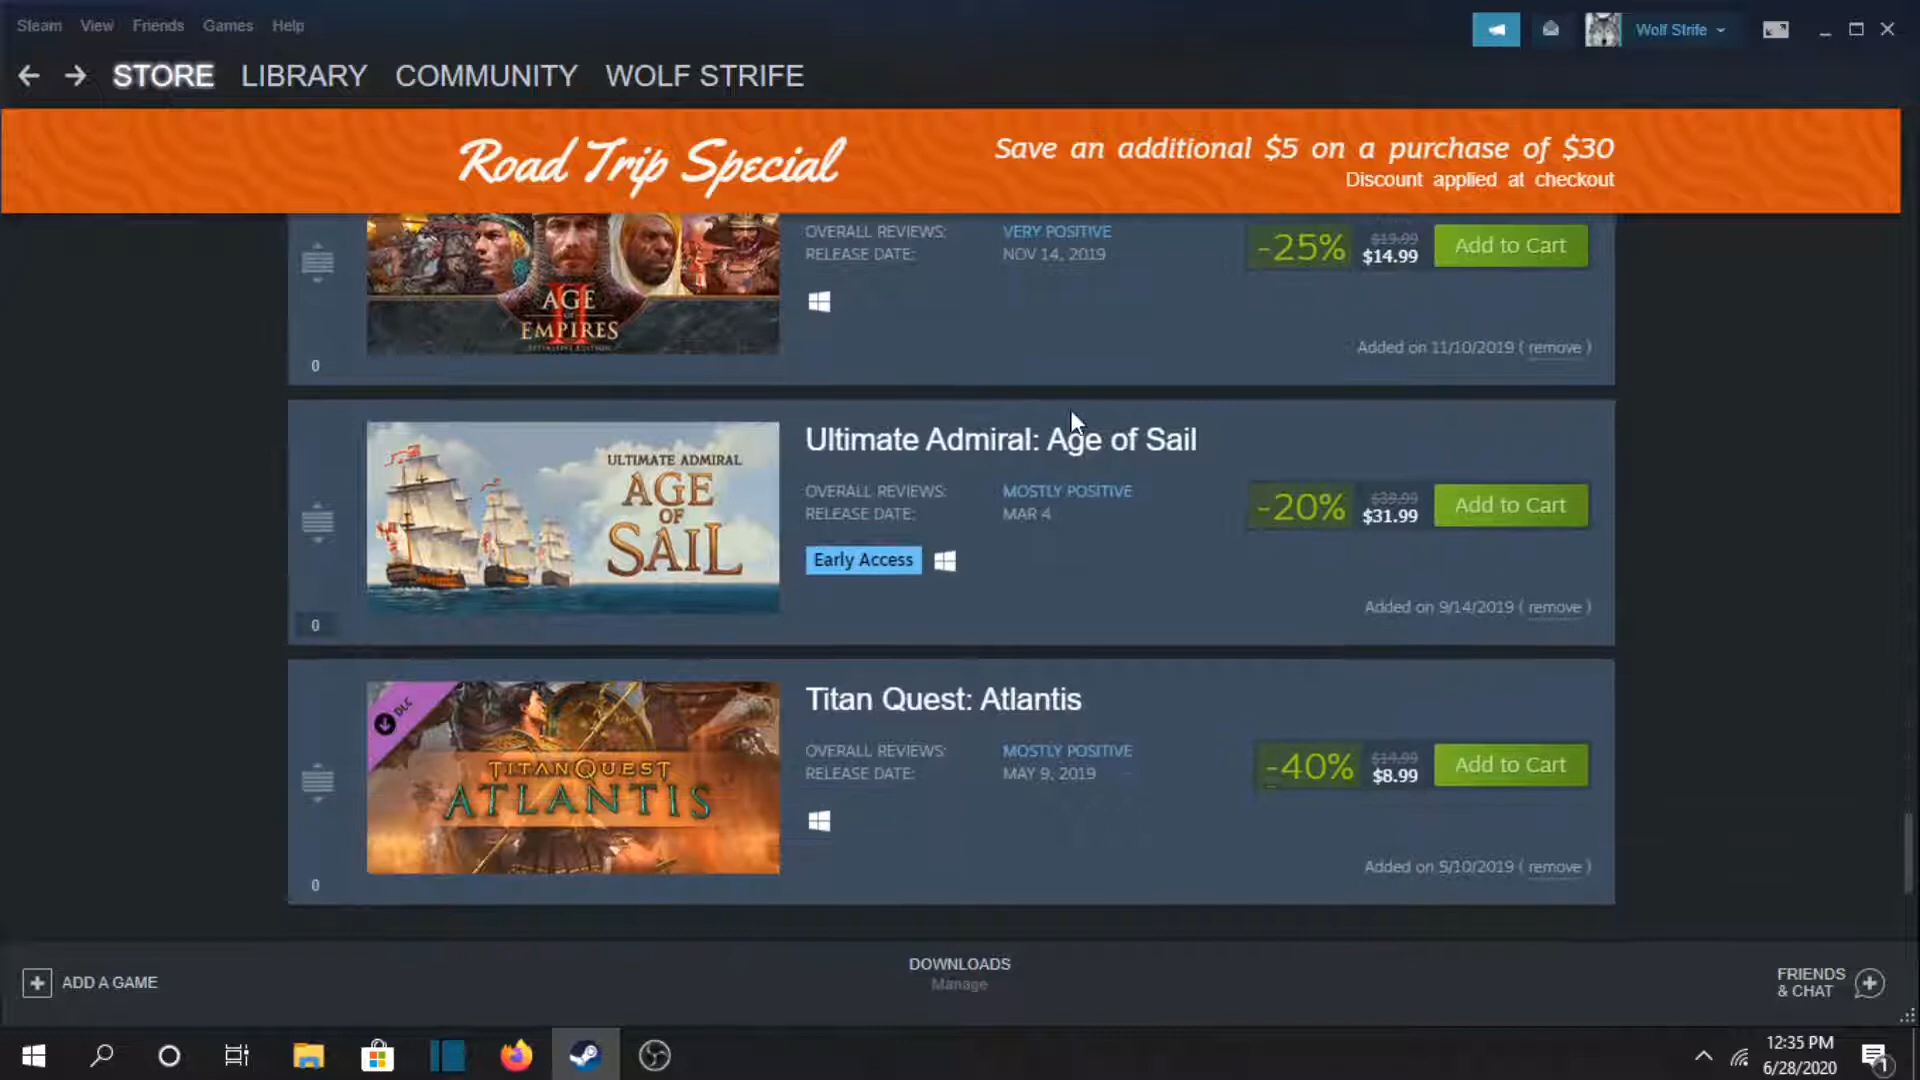 Steam View Friends Games Help
Wolf Strife
STORE LIBRARY COMMUNITY WOLF STRIFE
Road Trip Special
Save an additional $5 on a purchase of $30
Discount applied at checkout
AGE
OF
II
EMPIRES
DEFINITIVE EDITION
OVERALL REVIEWS: VERY POSITIVE
RELEASE DATE: NOV 14, 2019
-25% $19.99 $14.99 Add to Cart
Added on 11/10/2019 ( remove )
0
ULTIMATE ADMIRAL
AGE
OF
SAIL
Ultimate Admiral: Age of Sail
OVERALL REVIEWS: MOSTLY POSITIVE
RELEASE DATE: MAR 4
Early Access
-20% $39.99 $31.99 Add to Cart
Added on 9/14/2019 ( remove )
0
DLC
TITAN QUEST
ATLANTIS
Titan Quest: Atlantis
OVERALL REVIEWS: MOSTLY POSITIVE
RELEASE DATE: MAY 9, 2019
-40% $14.99 $8.99 Add to Cart
Added on 5/10/2019 ( remove )
0
ADD A GAME
DOWNLOADS
Manage
FRIENDS
& CHAT
12:35 PM
6/28/2020
1